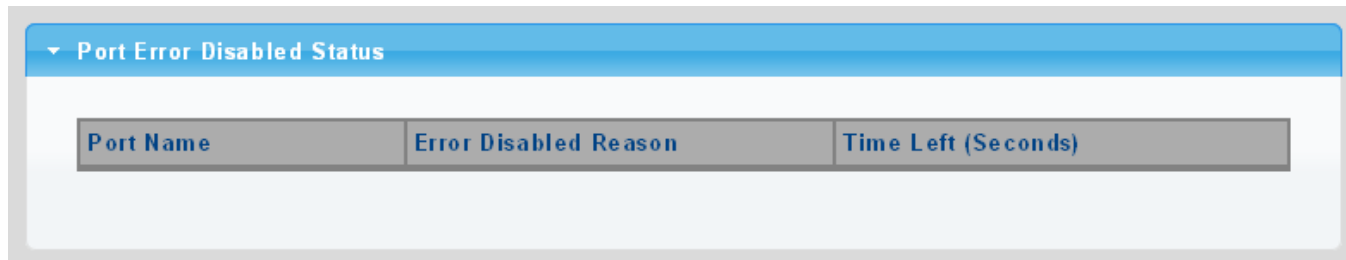 Port Error Disabled Status
Port Name Error Disabled Reason Time Left (Seconds)